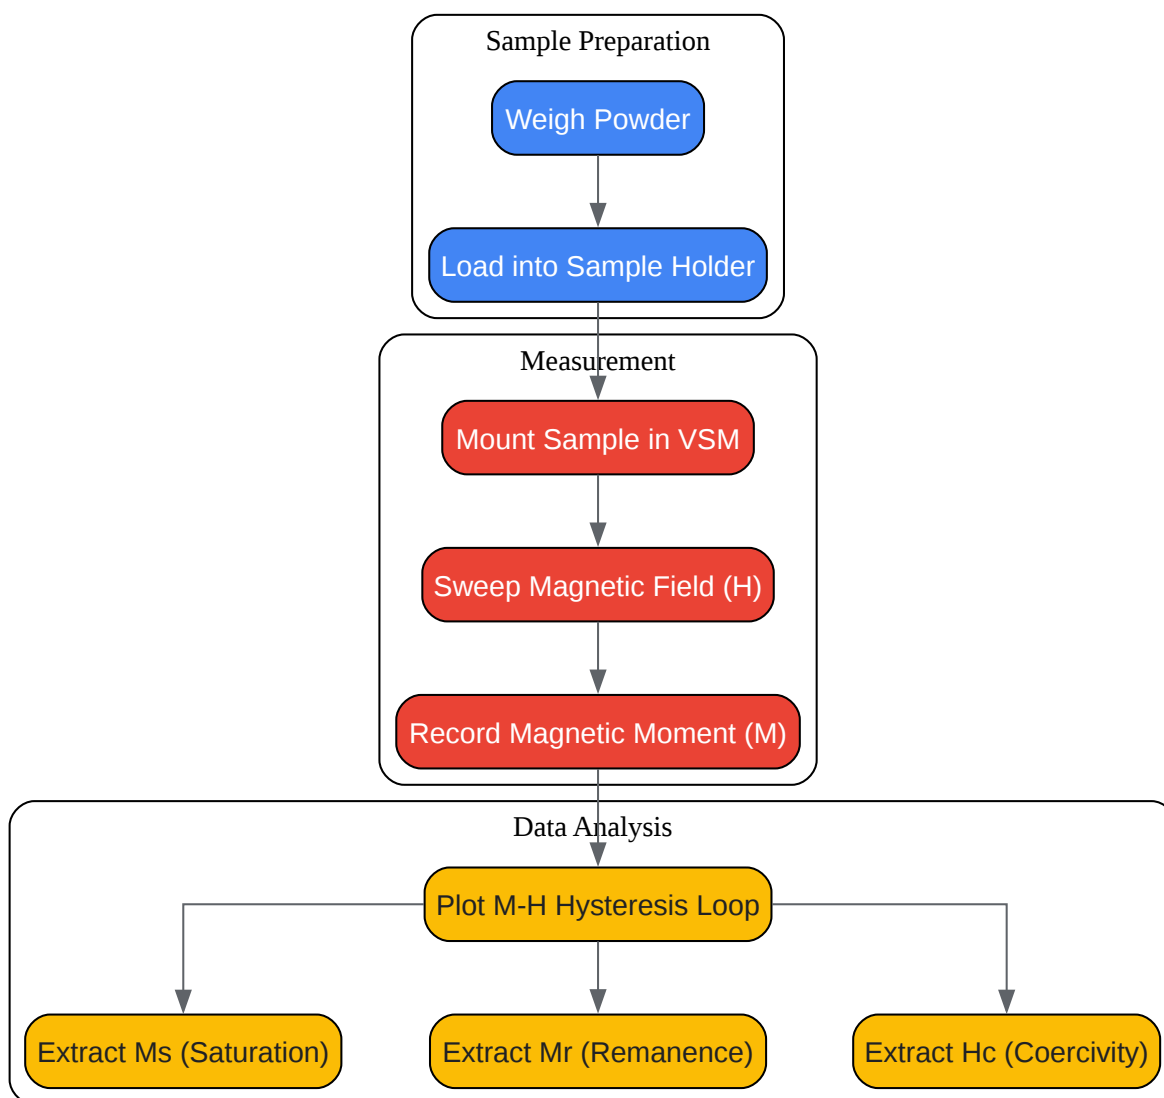 Sample Preparation
Weigh Powder
Load into Sample Holder
Measurement
Mount Sample in VSM
Sweep Magnetic Field (H)
Record Magnetic Moment (M)
Data Analysis
Plot M-H Hysteresis Loop
Extract Ms (Saturation)
Extract Mr (Remanence)
Extract Hc (Coercivity)